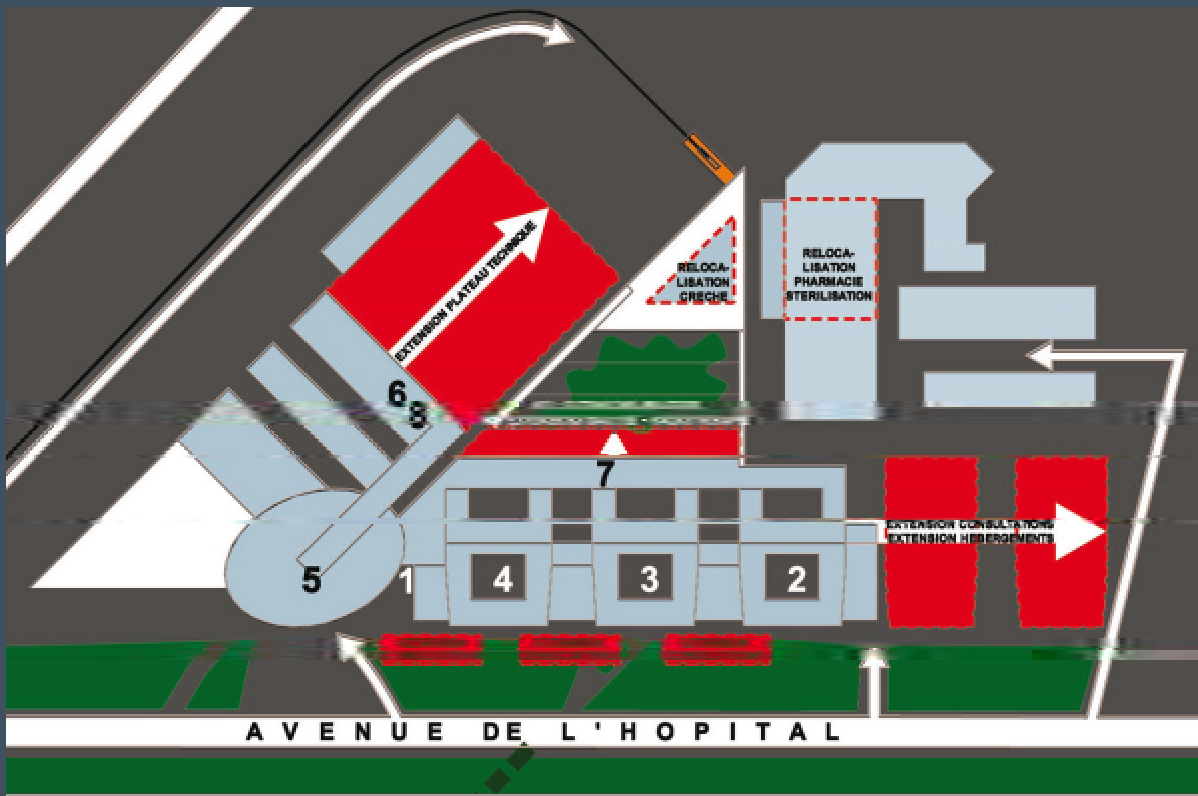 EXTENSION PLATEAU TECHNIQUE
RELOCA-
LISATION
CRECHE
RELOCA-
LISATION
PHARMACIE
STERILISATION
6
8
7
EXTENSION CONSULTATIONS
EXTENSION HEBERGEMENTS
5
1
4
3
2
AVENUE DE L'HOPITAL